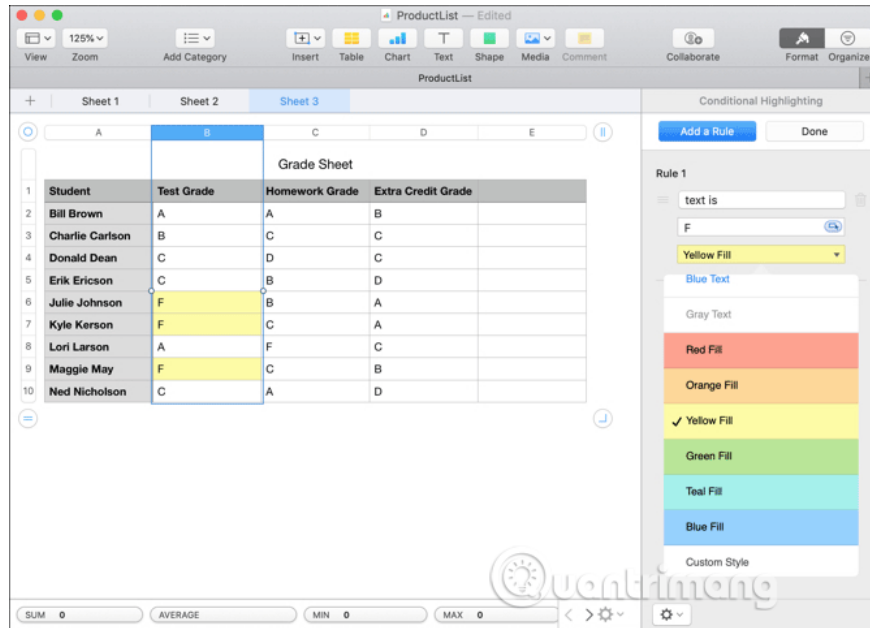 ProductList — Edited
125%
View Zoom Add Category Insert Table Chart Text Shape Media Comment Collaborate Format Organize
ProductList
+ Sheet 1 Sheet 2 Sheet 3 Conditional Highlighting
Add a Rule Done
A B C D E
Grade Sheet
1 Student Test Grade Homework Grade Extra Credit Grade
2 Bill Brown A A B
3 Charlie Carlson B C C
4 Donald Dean C D C
5 Erik Ericson C B D
6 Julie Johnson F B A
7 Kyle Kerson F C A
8 Lori Larson A F C
9 Maggie May F C B
10 Ned Nicholson C A D
Rule 1
text is
F
Yellow Fill
Blue Text
Gray Text
Red Fill
Orange Fill
✓ Yellow Fill
Green Fill
Teal Fill
Blue Fill
Custom Style
Quantrimang
SUM 0 AVERAGE MIN 0 MAX 0